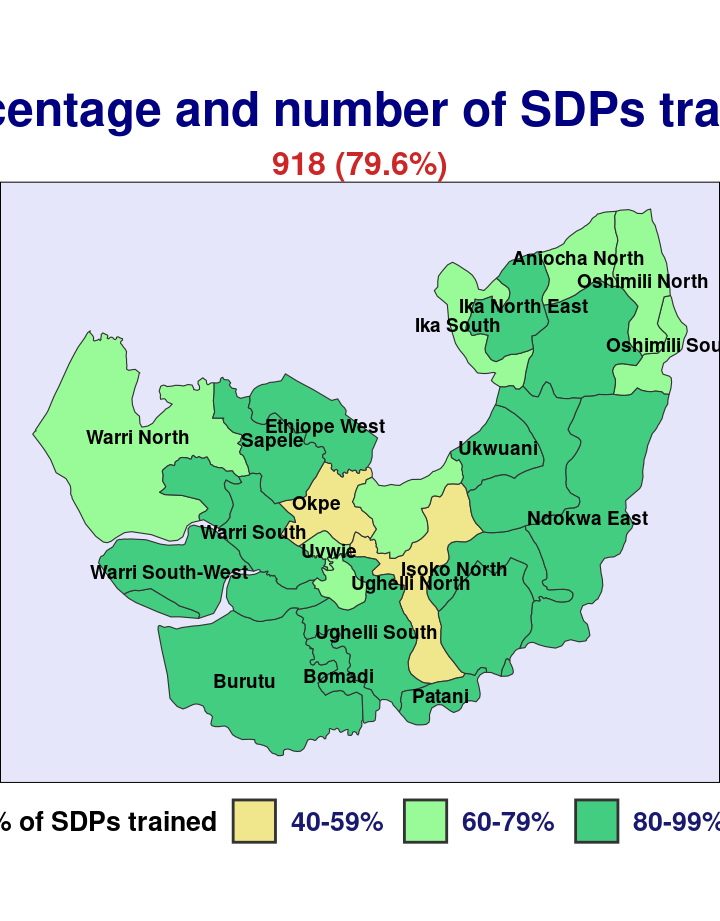 centage and number of SDPs tra
918 (79.6%)
Aniocha North
Oshimili North
Ika North East
Ika South
Oshimili Sou
Ethiope West
Warri North
Sapele
Ukwuani
Okpe
Ndokwa East
Warri South
Uvwie
Isoko North
Warri South-West
Ughelli North
Ughelli South
Bomadi
Burutu
Patani
% of SDPs trained 40-59% 60-79% 80-99%